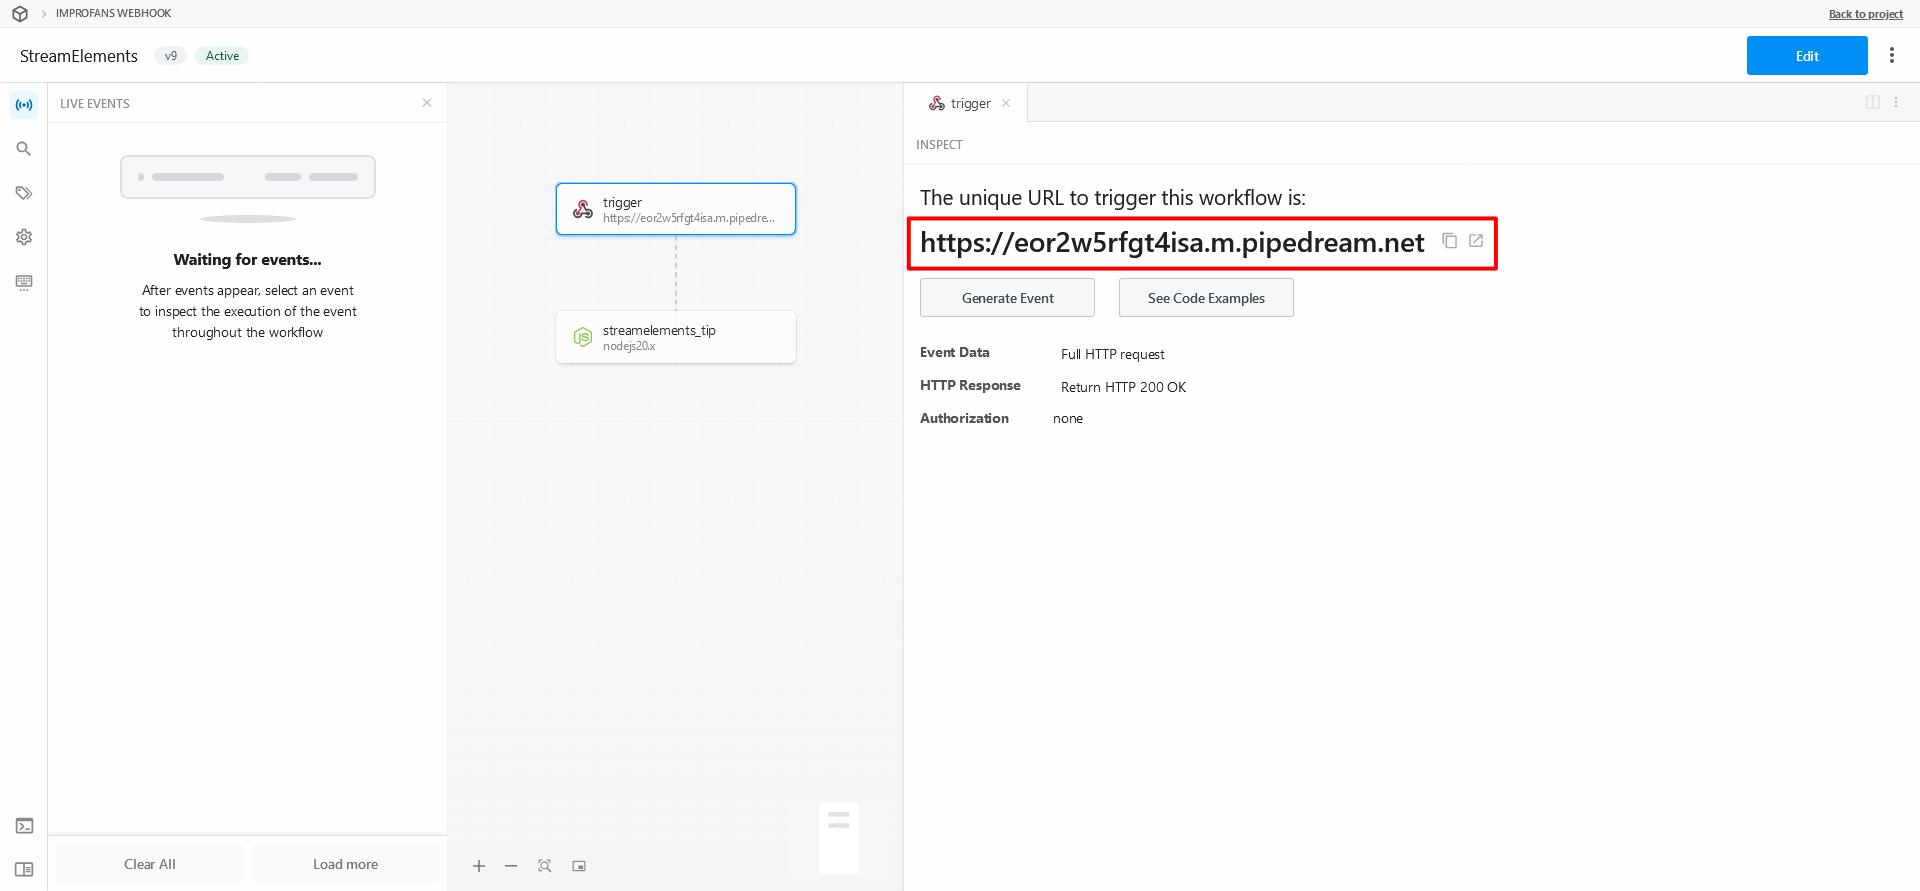 IMPROFANS WEBHOOK
Back to project
StreamElements
v9
Active
Edit
LIVE EVENTS
Waiting for events...
After events appear, select an event
to inspect the execution of the event
throughout the workflow
Clear All
Load more
trigger
https://eor2w5rfgt4isa.m.pipedre...
streamelements_tip
nodejs20.x
trigger
INSPECT
The unique URL to trigger this workflow is:
https://eor2w5rfgt4isa.m.pipedream.net
Generate Event
See Code Examples
Event Data
Full HTTP request
HTTP Response
Return HTTP 200 OK
Authorization
none